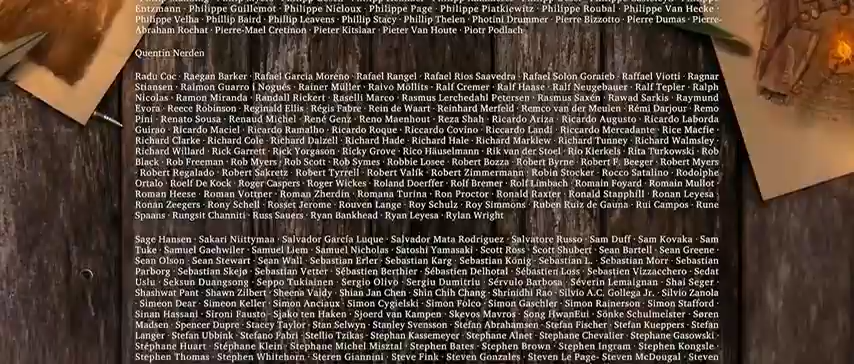 Entzmann · Philippe Guillemot · Philippe Nicloux · Philippe Page · Philippe Piatkiewitz · Philippe Roubal · Philippe Van Hecke ·
Philippe Velha · Phillip Baird · Phillip Leavens · Phillip Stacy · Phillip Thelen · Photini Drummer · Pierre Bizzotto · Pierre Dumas · Pierre-
Abraham Rochat · Pierre-Mael Cretinon · Pieter Kitslaar · Pieter Van Houte · Piotr Podlach
Quentin Nerden
Radu Coc · Raegan Barker · Rafael Garcia Moreno · Rafael Rangel · Rafael Rios Saavedra · Rafael Solon Goraieb · Raffael Viotti · Ragnar
Stiansen · Ralmon Guarro i Nogués · Rainer Müller · Raivo Möllits · Ralf Cremer · Ralf Haase · Ralf Neugebauer · Ralf Tepler · Ralph
Nicolas · Ramon Miranda · Randall Rickert · Raselli Marco · Rasmus Lerchedahl Petersen · Rasmus Saxén · Rawad Sarkis · Raymund
Evora · Reece Robinson · Reginald Ellis · Régis Fabre · Rein de Waart · Reinhard Merfeld · Remco van der Meulen · Rémi Darjour · Remo
Pini · Renato Sousa · Renaud Michel · René Genz · Reno Maenhout · Reza Shah · Ricardo Ariza · Ricardo Augusto · Ricardo Laborda
Guirao · Ricardo Maciel · Ricardo Ramalho · Ricardo Roque · Riccardo Covino · Riccardo Landi · Riccardo Mercadante · Rice Macfie ·
Richard Clarke · Richard Cole · Richard Dalzell · Richard Hade · Richard Hale · Richard Marklew · Richard Tunney · Richard Walmsley ·
Richard Willard · Rick Garrett · Rick Yorgason · Ricky Grove · Rico Häuselmann · Rik van der Stoel · Rio Kierkels · Rita Turkowski · Rob
Black · Rob Freeman · Rob Myers · Rob Scott · Rob Symes · Robbie Losee · Robert Bozza · Robert Byrne · Robert F. Beeger · Robert Myers
· Robert Regalado · Robert Sakretz · Robert Tyrrell · Robert Valfk · Robert Zimmermann · Robin Stocker · Rocco Satalino · Rodolphe
Ortalo · Roelf De Kock · Roger Caspers · Roger Wickes · Roland Doerffer · Rolf Bremer · Rolf Limbach · Romain Foyard · Romain Mullot ·
Roman Heese · Roman Vottner · Roman Zherdin · Romana Turina · Ron Proctor · Ronald Raxter · Ronald Stanphill · Ronan Leyesa ·
Ronan Zeegers · Rony Schell · Rosset Jerome · Rouven Lange · Roy Schulz · Roy Simmons · Ruben Ruiz de Gauna · Rui Campos · Rune
Spaans · Rungsit Channiti · Russ Sauers · Ryan Bankhead · Ryan Leyesa · Rylan Wright
Sage Hansen · Sakari Niittymaa · Salvador García Luque · Salvador Mata Rodriguez · Salvatore Russo · Sam Duff · Sam Kovaka · Sam
Tuke · Samuel Gaehwiler · Samuel Liem · Samuel Nicholas · Satoshi Yamasaki · Scott Ross · Scott Shubert · Sean Bartell · Sean Greene ·
Sean Olson · Sean Stewart · Sean Wall · Sebastian Erler · Sebastian Karg · Sebastian König · Sebastian L. · Sebastian Morr · Sebastian
Parborg · Sebastian Skejø · Sebastian Vetter · Sébastien Berthier · Sébastien Delhotal · Sébastien Loss · Sebastien Vizzacchero · Sedat
Uslu · Seksun Duangsong · Seppo Tukiainen · Sergio Olivo · Sergiu Dumitriu · Sérvulo Barbosa · Séverin Lemaignan · Shai Seger ·
Shashwat Pant · Shawn Zilbert · Sheena Vaidy · Shian Jan Chen · Shin Chih Chang · Shrinidhi Rao · Silvio A.C. Gollega Jr. · Silvio Zanola
· Simeon Dear · Simeon Keller · Simon Anciaux · Simon Cygielski · Simon Folco · Simon Gaschler · Simon Rainerson · Simon Stafford ·
Sinan Hassani · Sironi Fausto · Sjako ten Haken · Sjoerd van Kampen · Skevos Mavros · Song HwanEui · Sönke Schulmeister · Søren
Madsen · Spencer Dupre · Stacey Taylor · Stan Selwyn · Stanley Svensson · Stefan Abrahamsen · Stefan Fischer · Stefan Kueppers · Stefan
Langer · Stefan Ubbink · Stefano Fabri · Stellio Tzikas · Stephan Kassemeyer · Stephane Alnet · Stephane Chevalier · Stephane Gasowski ·
Stéphane Huart · Stéphane Klein · Stephane Michel Misztal · Stephen Bates · Stephen Brown · Stephen Ingram · Stephen Kongsle ·
Stephen Thomas · Stephen Whitehorn · Steren Giannini · Steve Fink · Steven Gonzales · Steven Le Page · Steven McDougal · Steven